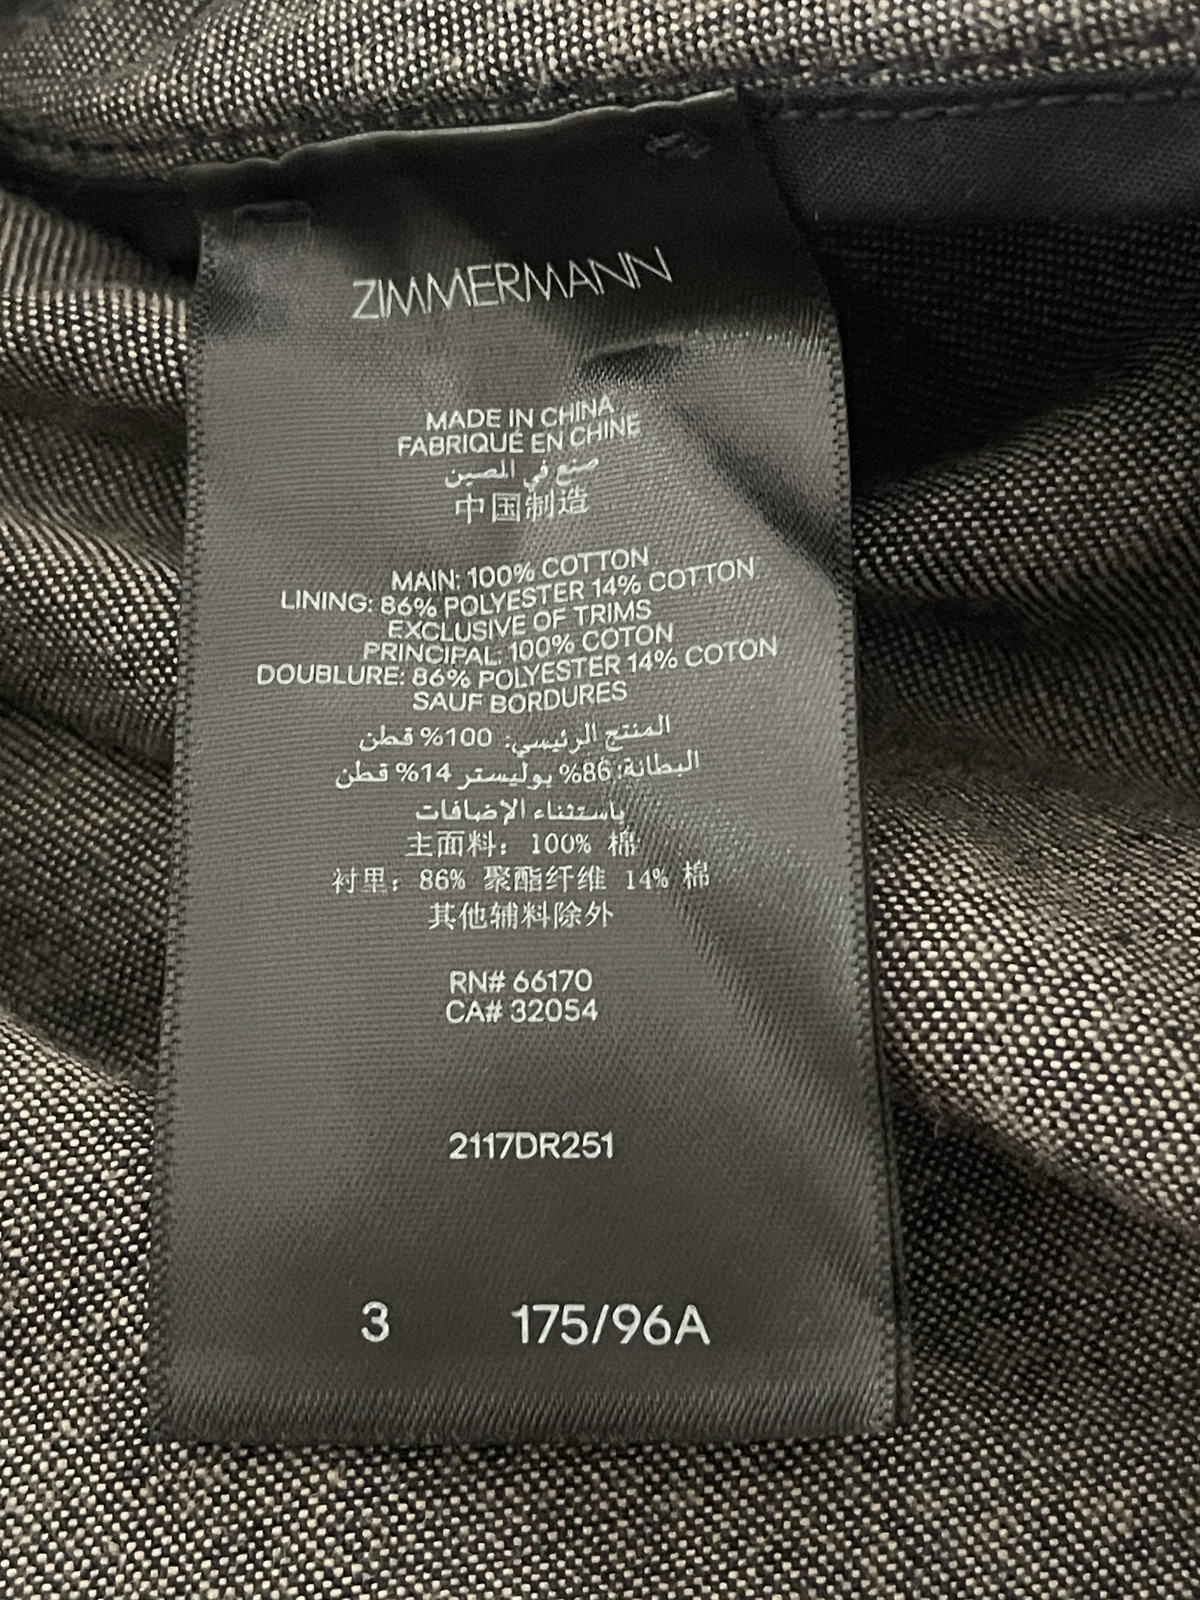 ZIMMERMANN
MADE IN CHINA
FABRIQUÉ EN CHINE
صنع في الصين
中国制造
MAIN: 100% COTTON
LINING: 86% POLYESTER 14% COTTON
EXCLUSIVE OF TRIMS
PRINCIPAL: 100% COTON
DOUBLURE: 86% POLYESTER 14% COTON
SAUF BORDURES
المنتج الرئيسي: 100% قطن
البطانة: 86% بوليستر 14% قطن
باستثناء الإضافات
主面料: 100% 棉
衬里: 86% 聚酯纤维 14% 棉
其他辅料除外
RN# 66170
CA# 32054
2117DR251
3 175/96A